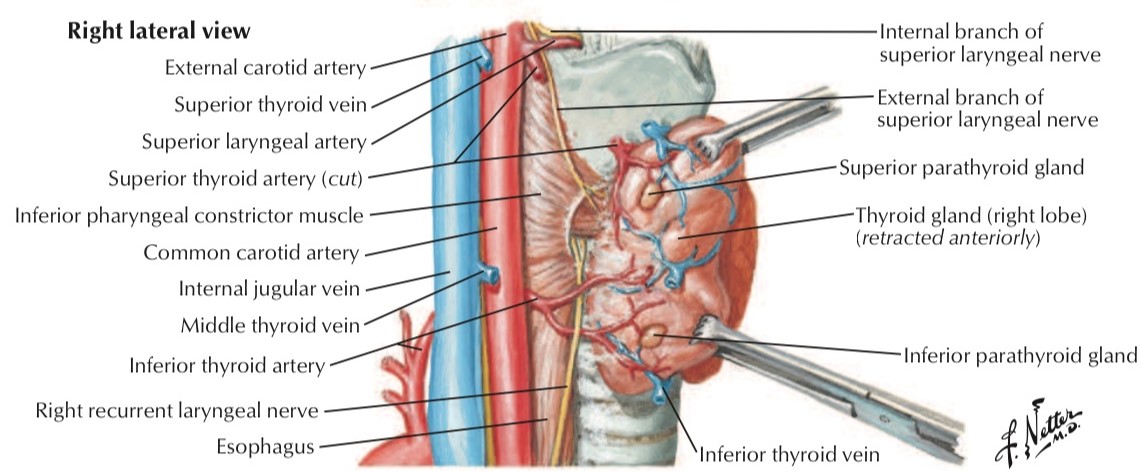 Right lateral view
External carotid artery
Superior thyroid vein
Superior laryngeal artery
Superior thyroid artery (cut)
Inferior pharyngeal constrictor muscle
Common carotid artery
Internal jugular vein
Middle thyroid vein
Inferior thyroid artery
Right recurrent laryngeal nerve
Esophagus
Internal branch of
superior laryngeal nerve
External branch of
superior laryngeal nerve
Superior parathyroid gland
Thyroid gland (right lobe)
(retracted anteriorly)
Inferior parathyroid gland
Inferior thyroid vein
F. Netter
M.D.